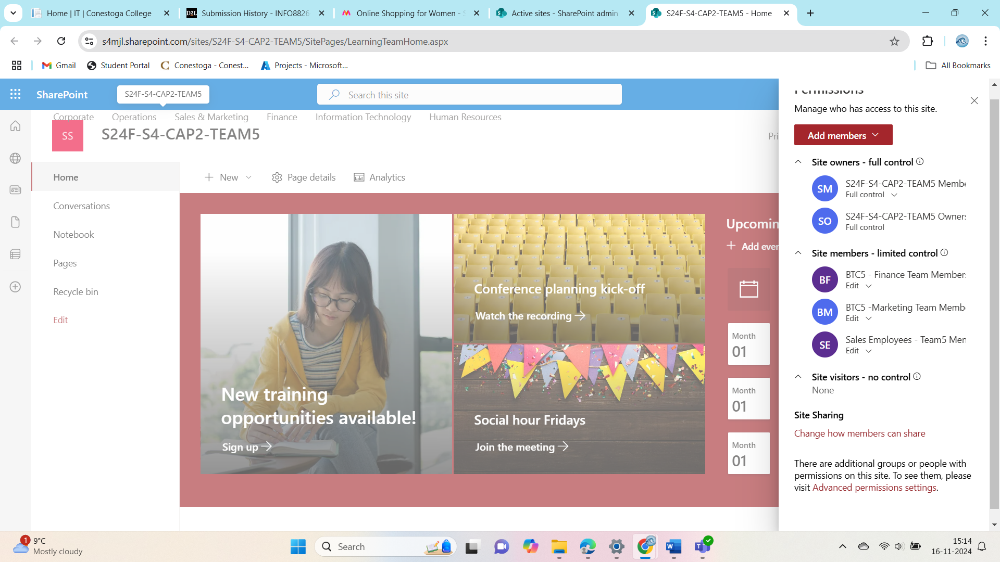 Home | IT | Conestoga College
Submission History - INFO8826
Online Shopping for Women - S
Active sites - SharePoint admin
S24F-S4-CAP2-TEAM5 - Home
s4mjl.sharepoint.com/sites/S24F-S4-CAP2-TEAM5/SitePages/LearningTeamHome.aspx
Gmail
Student Portal
Conestoga - Conest...
Projects - Microsoft...
All Bookmarks
SharePoint
S24F-S4-CAP2-TEAM5
Search this site
Corporate
Operations
Sales & Marketing
Finance
Information Technology
Human Resources
SS
S24F-S4-CAP2-TEAM5
Pri
Home
Conversations
Notebook
Pages
Recycle bin
Edit
New
Page details
Analytics
New training
opportunities available!
Sign up
Conference planning kick-off
Watch the recording
Social hour Fridays
Join the meeting
Upcomin
Add ever
Month
01
Month
01
Month
01
Permissions
Manage who has access to this site.
Add members
Site owners - full control
SM
S24F-S4-CAP2-TEAM5 Membe
Full control
SO
S24F-S4-CAP2-TEAM5 Owners
Full control
Site members - limited control
BF
BTC5 - Finance Team Members
Edit
BM
BTC5 -Marketing Team Membe
Edit
SE
Sales Employees - Team5 Mem
Edit
Site visitors - no control
None
Site Sharing
Change how members can share
There are additional groups or people with
permissions on this site. To see them, please
visit Advanced permissions settings.
1
9°C
Mostly cloudy
Search
15:14
16-11-2024